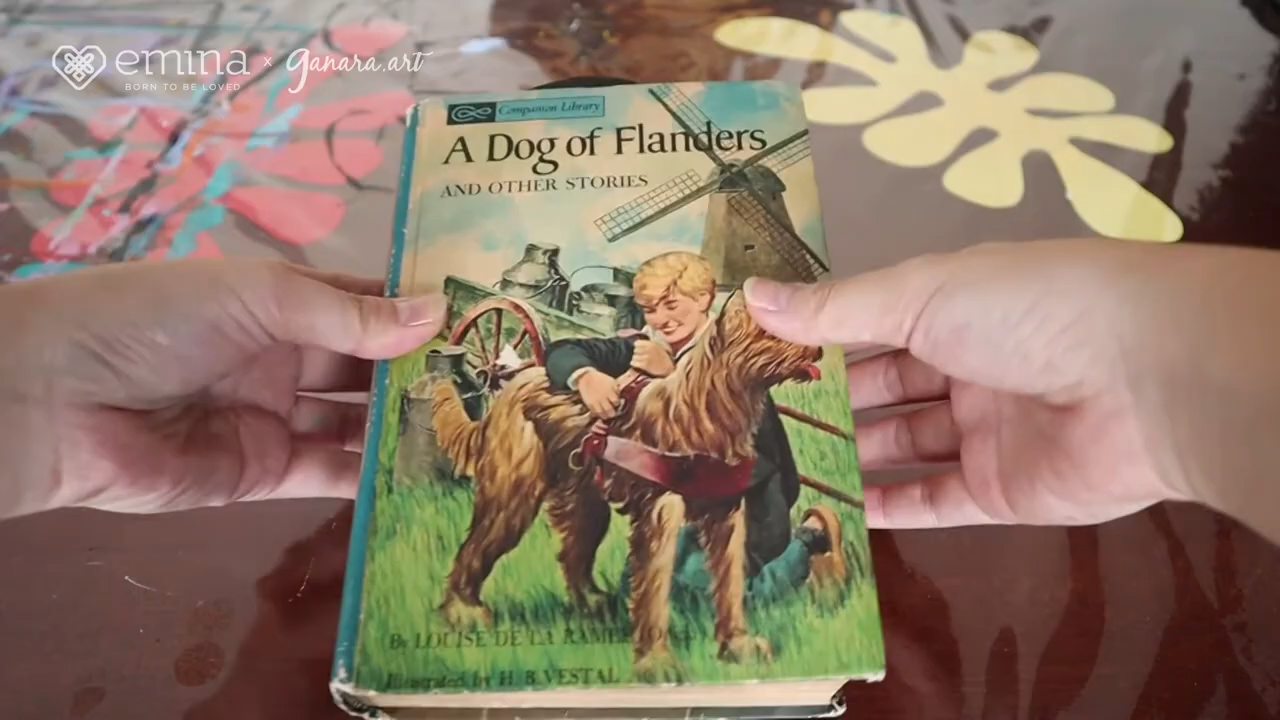 emina x ganara.art
BORN TO BE LOVED
Companion Library
A Dog of Flanders
AND OTHER STORIES
By LOUISE DE LA RAMEE
Illustrated by H. B. VESTAL